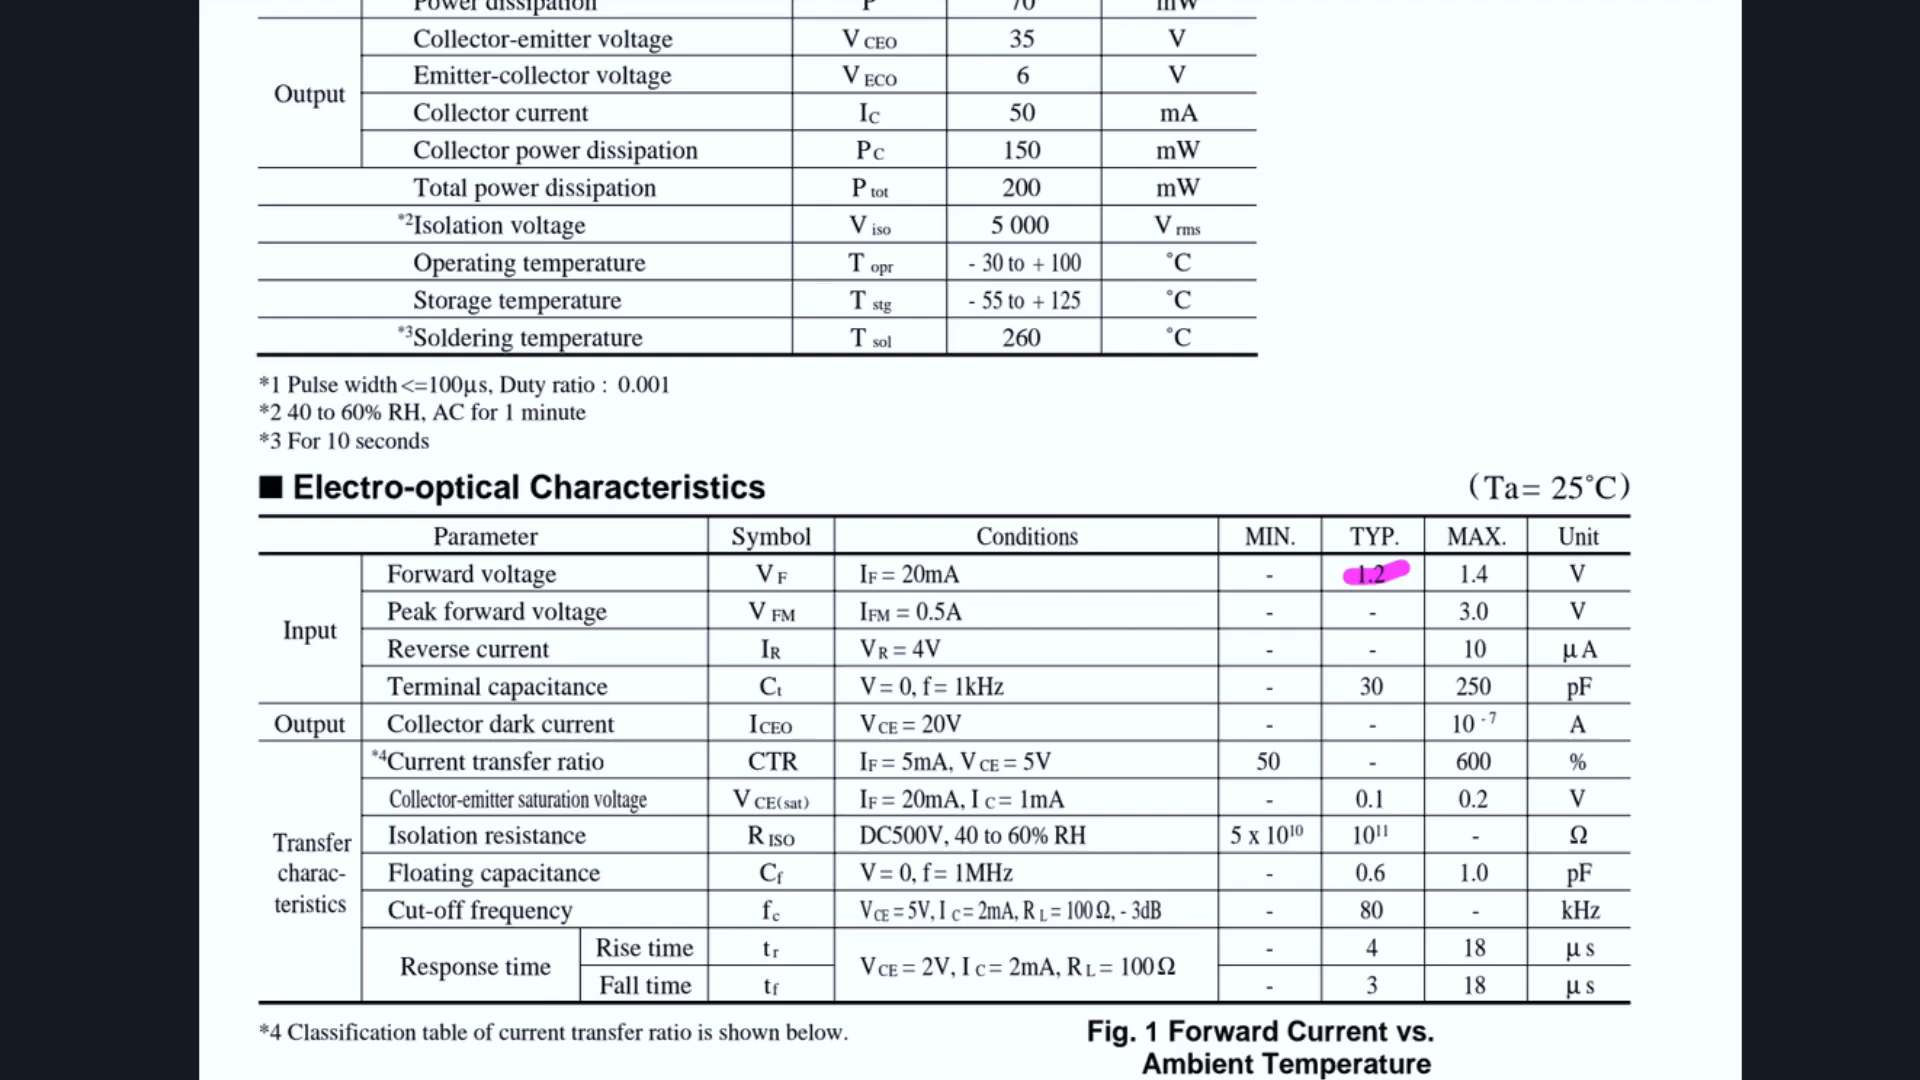 Power dissipation P 70 mW
Output
Collector-emitter voltage V CEO 35 V
Emitter-collector voltage V ECO 6 V
Collector current IC 50 mA
Collector power dissipation PC 150 mW
Total power dissipation P tot 200 mW
*2Isolation voltage V iso 5 000 V rms
Operating temperature T opr - 30 to + 100 ˚C
Storage temperature T stg - 55 to + 125 ˚C
*3Soldering temperature T sol 260 ˚C
*1 Pulse width<=100μs, Duty ratio : 0.001
*2 40 to 60% RH, AC for 1 minute
*3 For 10 seconds
■ Electro-optical Characteristics (Ta= 25˚C)
Parameter Symbol Conditions MIN. TYP. MAX. Unit
Input
Forward voltage VF IF= 20mA - 1.2 1.4 V
Peak forward voltage V FM IFM = 0.5A - - 3.0 V
Reverse current IR VR= 4V - - 10 μA
Terminal capacitance Ct V= 0, f= 1kHz - 30 250 pF
Output Collector dark current ICEO VCE= 20V - - 10 -7 A
Transfer charac- teristics
*4Current transfer ratio CTR IF= 5mA, VCE= 5V 50 - 600 %
Collector-emitter saturation voltage V CE(sat) IF= 20mA, I C= 1mA - 0.1 0.2 V
Isolation resistance R ISO DC500V, 40 to 60% RH 5 x 10¹⁰ 10¹¹ - Ω
Floating capacitance Cf V= 0, f= 1MHz - 0.6 1.0 pF
Cut-off frequency fc VCE= 5V, I C= 2mA, R L= 100Ω, - 3dB - 80 - kHz
Response time
Rise time tr VCE= 2V, I C= 2mA, RL= 100Ω - 4 18 μs
Fall time tf - 3 18 μs
*4 Classification table of current transfer ratio is shown below.
Fig. 1 Forward Current vs.
Ambient Temperature